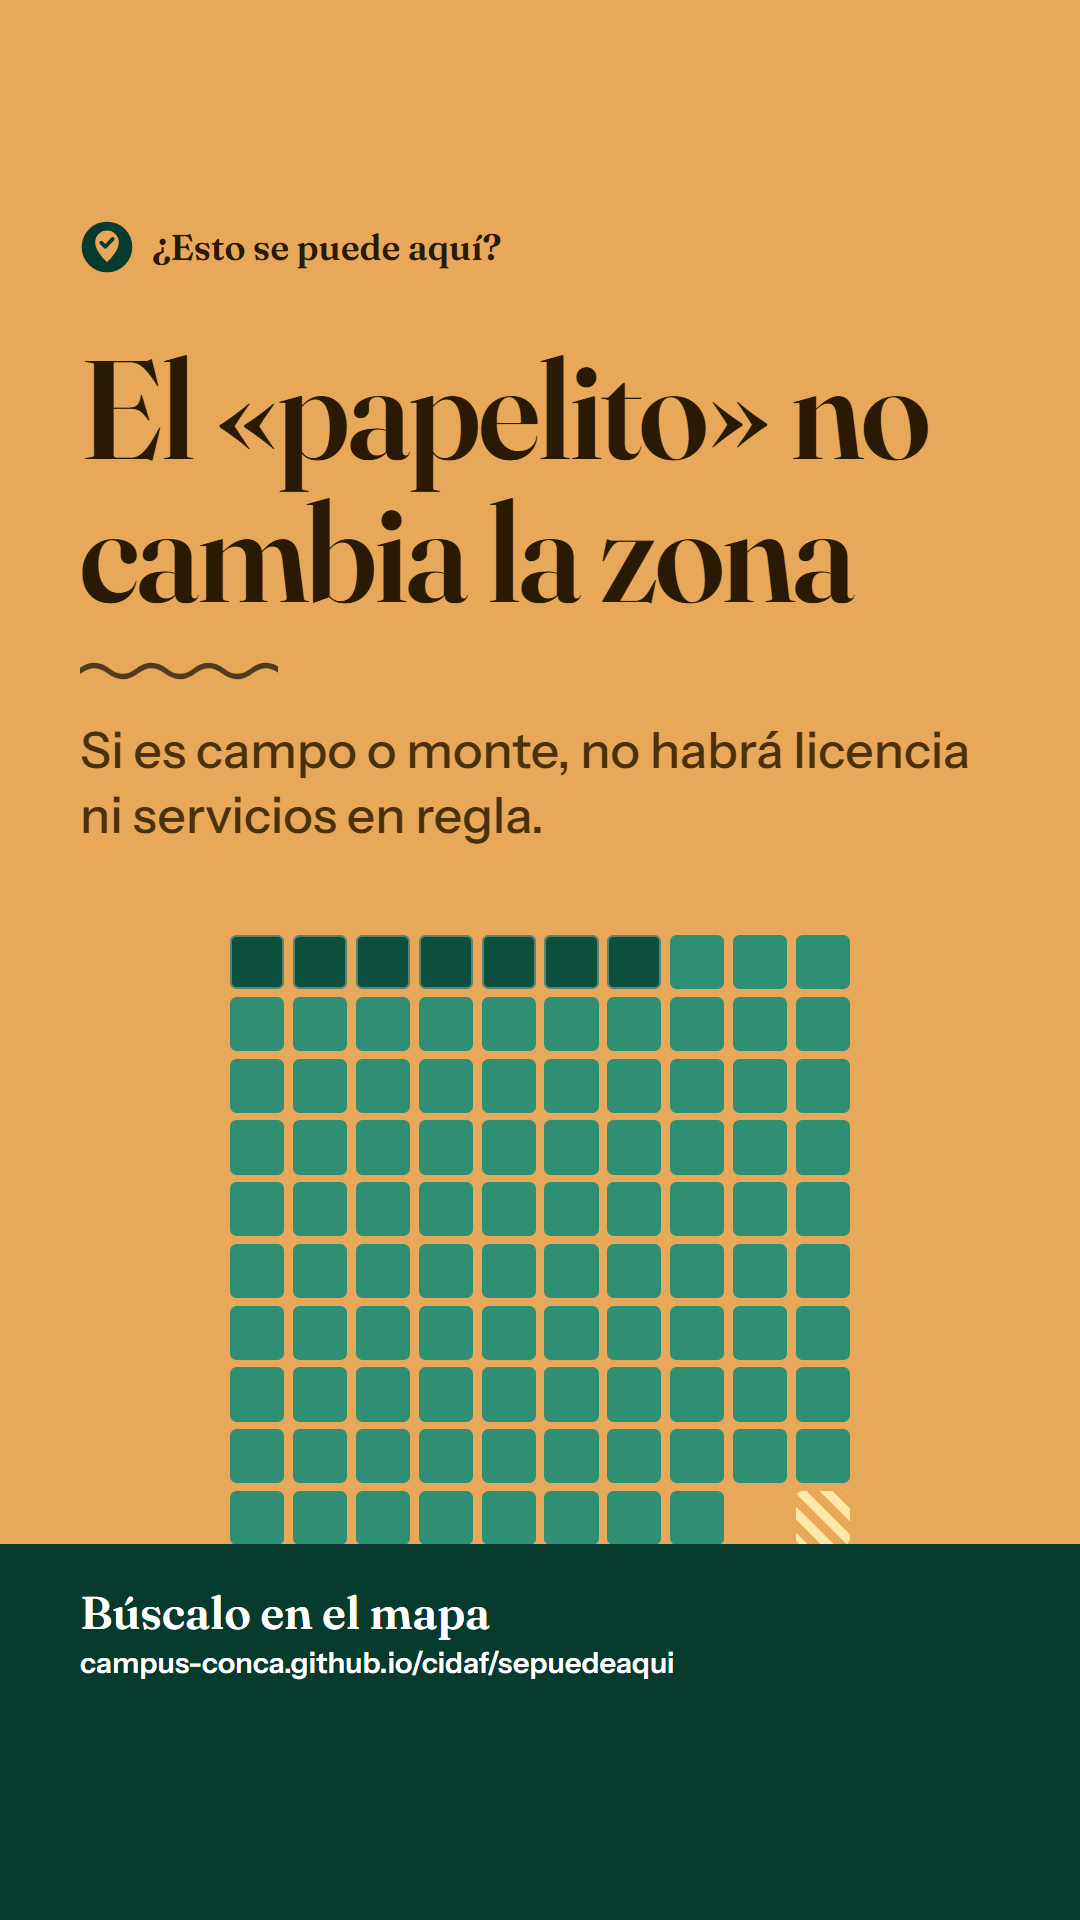 ¿Esto se puede aquí?
El «papelito» no
cambia la zona
Si es campo o monte, no habrá licencia
ni servicios en regla.
Búscalo en el mapa
campus-conca.github.io/cidaf/sepuedeaqui